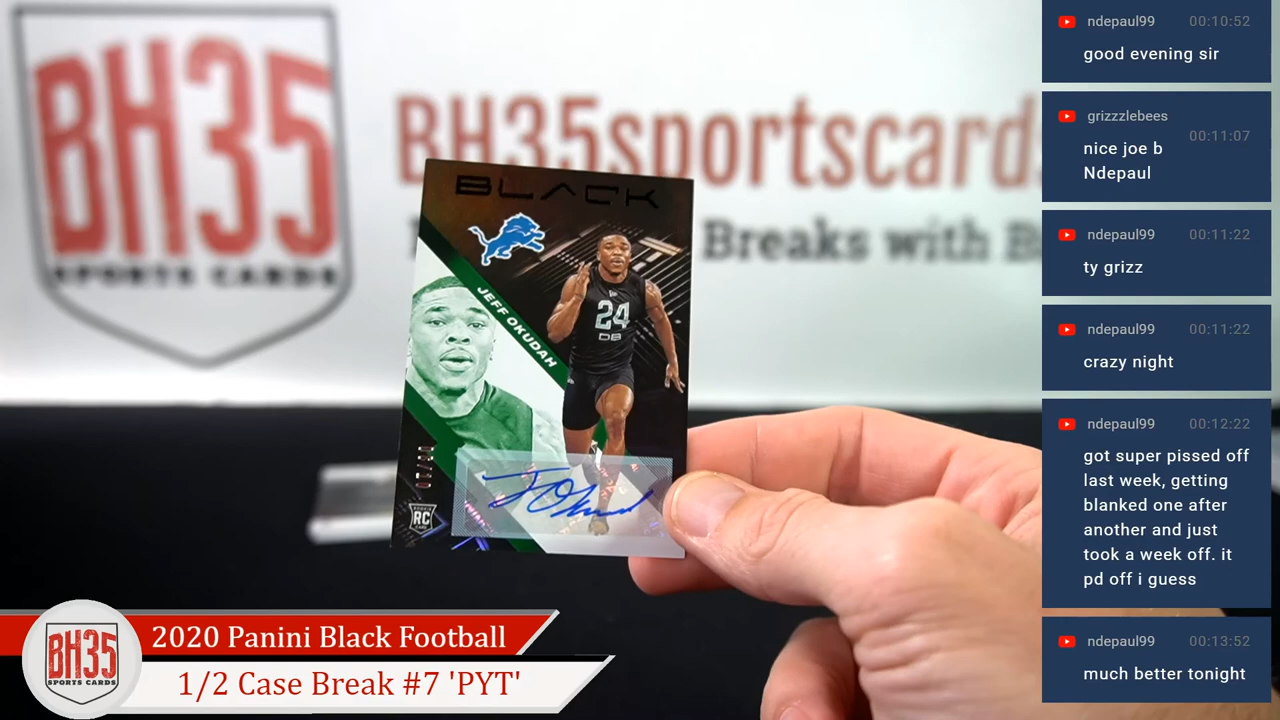 BH35
SPORTS CARDS
BH35sportscards
Breaks with
BLACK
JEFF OKUDAH
24
DB
RC
2020 Panini Black Football
1/2 Case Break #7 'PYT'
BH35
SPORTS CARDS
ndepaul99 00:10:52
good evening sir
grizzzlebees 00:11:07
nice joe b
Ndepaul
ndepaul99 00:11:22
ty grizz
ndepaul99 00:11:22
crazy night
ndepaul99 00:12:22
got super pissed off
last week, getting
blanked one after
another and just
took a week off. it
pd off i guess
ndepaul99 00:13:52
much better tonight